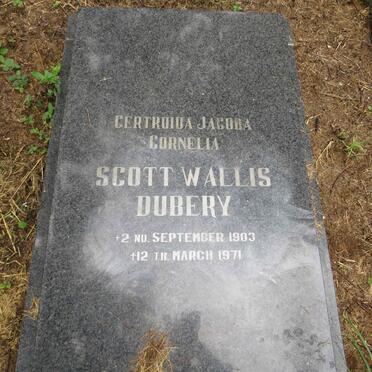 GERTRUIDA JACOBA
CORNELIA
SCOTT WALLIS
DUBERY
+2 ND. SEPTEMBER 1903
+12 TH. MARCH 1971